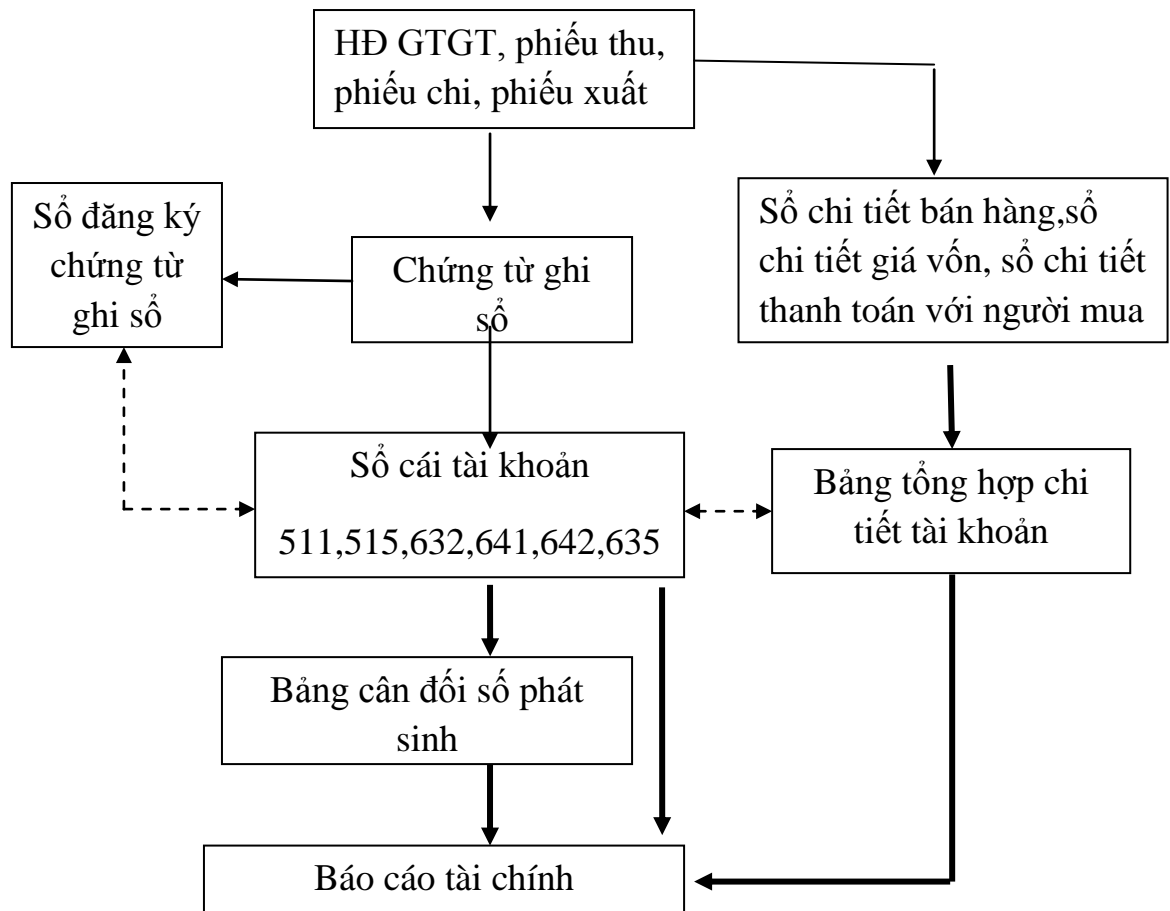 HĐ GTGT, phiếu thu,
phiếu chi, phiếu xuất
Sổ đăng ký
chứng từ
ghi sổ
Chứng từ ghi
sổ
Sổ chi tiết bán hàng,sổ
chi tiết giá vốn, sổ chi tiết
thanh toán với người mua
Sổ cái tài khoản
511,515,632,641,642,635
Bảng tổng hợp chi
tiết tài khoản
Bảng cân đối số phát
sinh
Báo cáo tài chính